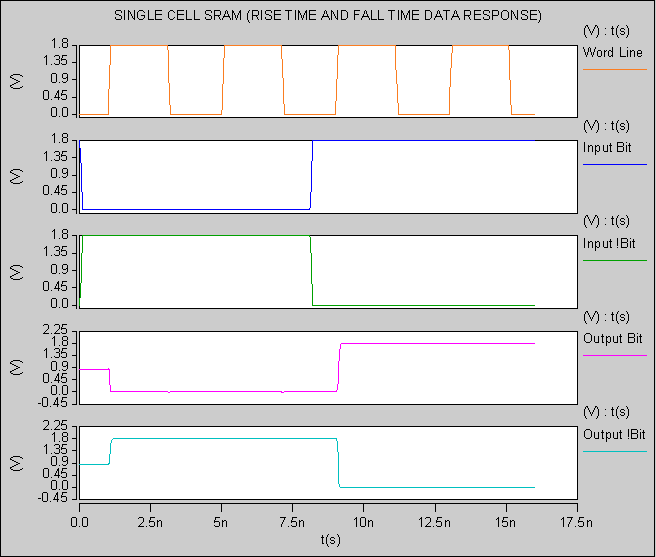 SINGLE CELL SRAM (RISE TIME AND FALL TIME DATA RESPONSE)
(V) : t(s)
Word Line
(V)
1.8
1.35
0.9
0.45
0.0
(V) : t(s)
Input Bit
(V)
1.8
1.35
0.9
0.45
0.0
(V) : t(s)
Input !Bit
(V)
1.8
1.35
0.9
0.45
0.0
(V) : t(s)
Output Bit
(V)
2.25
1.8
1.35
0.9
0.45
0.0
-0.45
(V) : t(s)
Output !Bit
(V)
2.25
1.8
1.35
0.9
0.45
0.0
-0.45
0.0 2.5n 5n 7.5n 10n 12.5n 15n 17.5n
t(s)